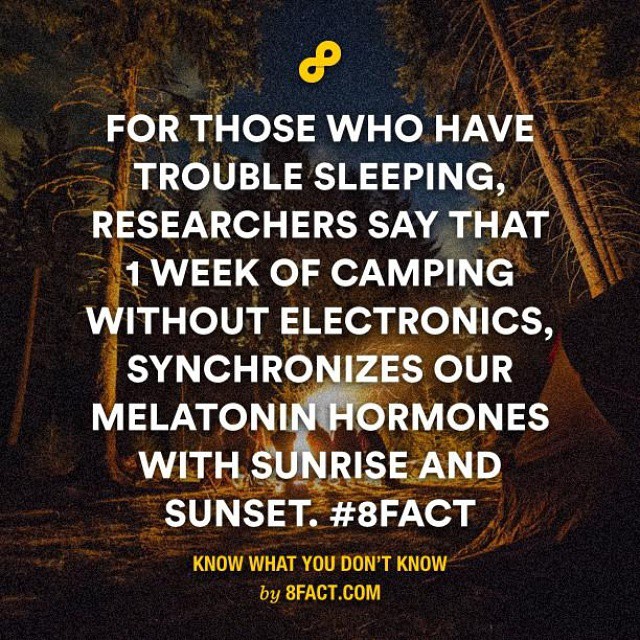 FOR THOSE WHO HAVE
TROUBLE SLEEPING,
RESEARCHERS SAY THAT
1 WEEK OF CAMPING
WITHOUT ELECTRONICS,
SYNCHRONIZES OUR
MELATONIN HORMONES
WITH SUNRISE AND
SUNSET. #8FACT
KNOW WHAT YOU DON'T KNOW
by 8FACT.COM